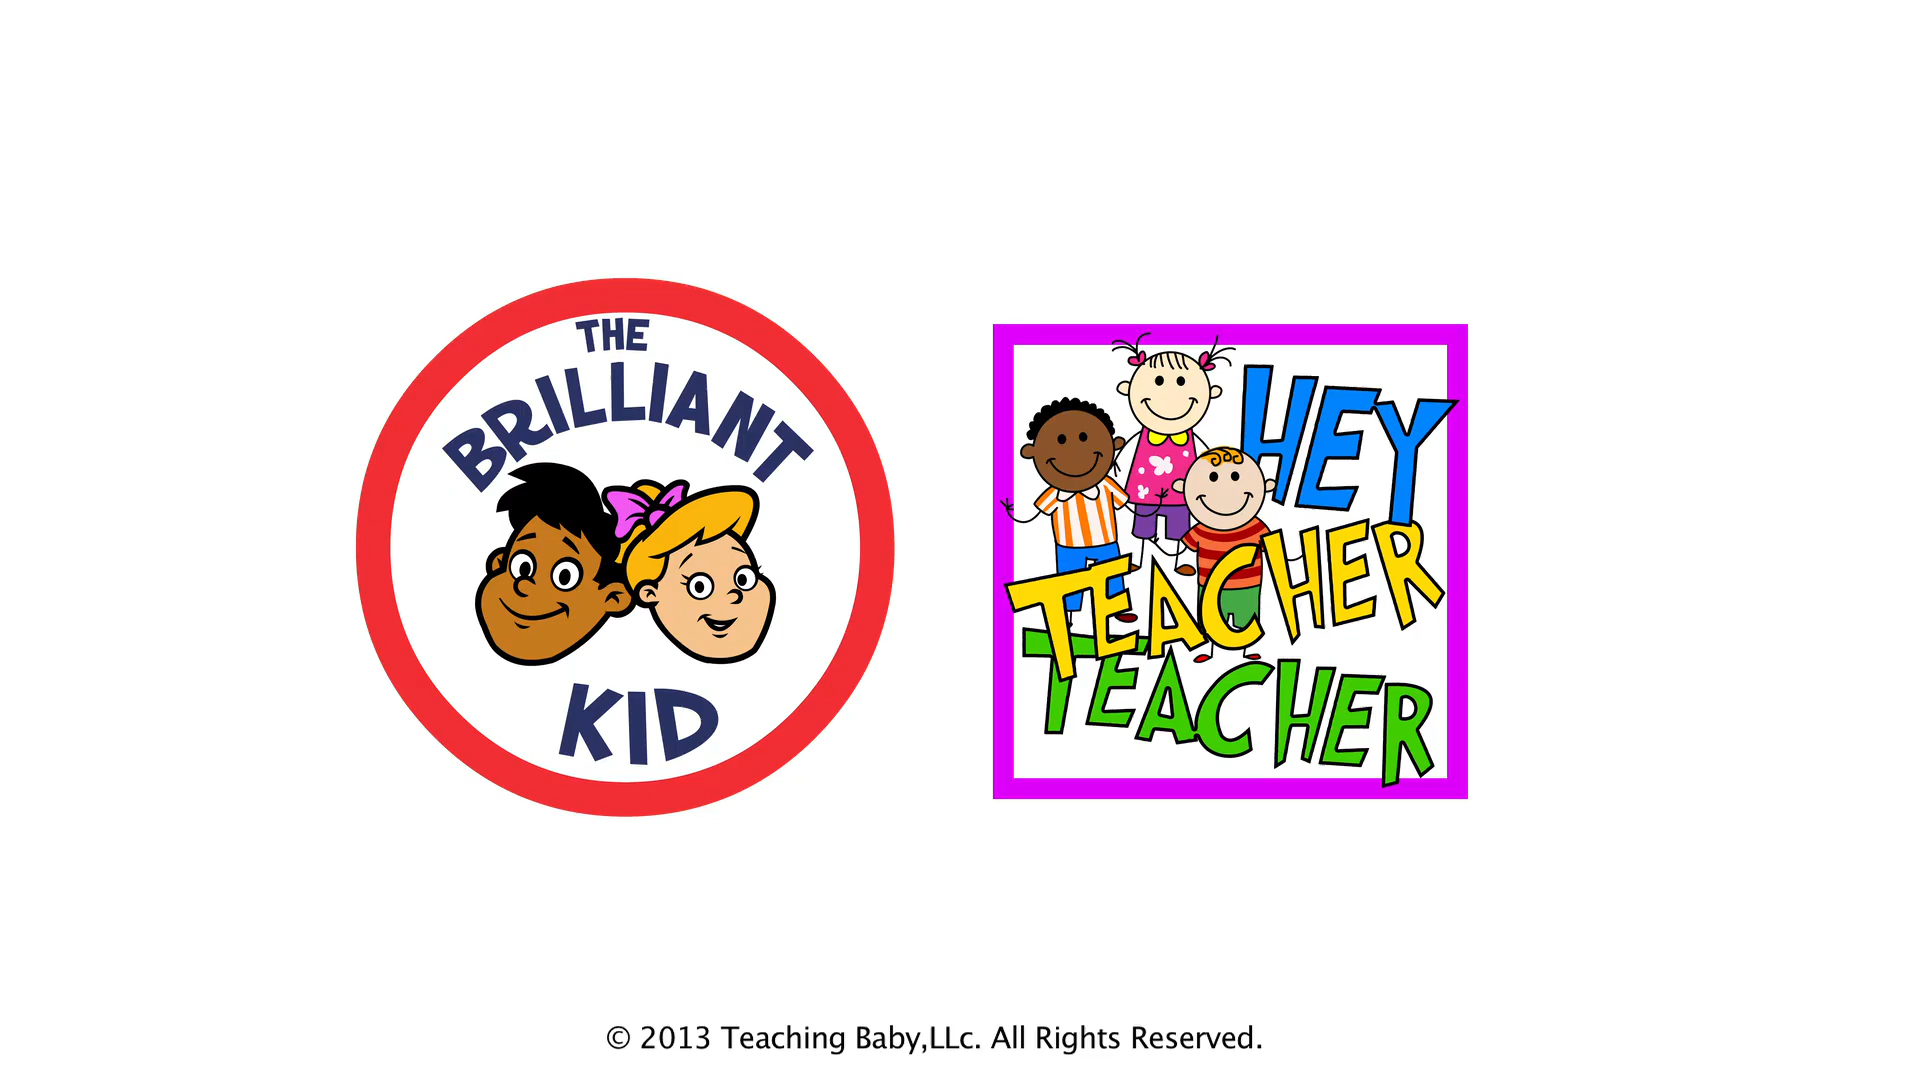 THE
BRILLIANT
KID
HEY
TEACHER
TEACHER
© 2013 Teaching Baby,LLc. All Rights Reserved.